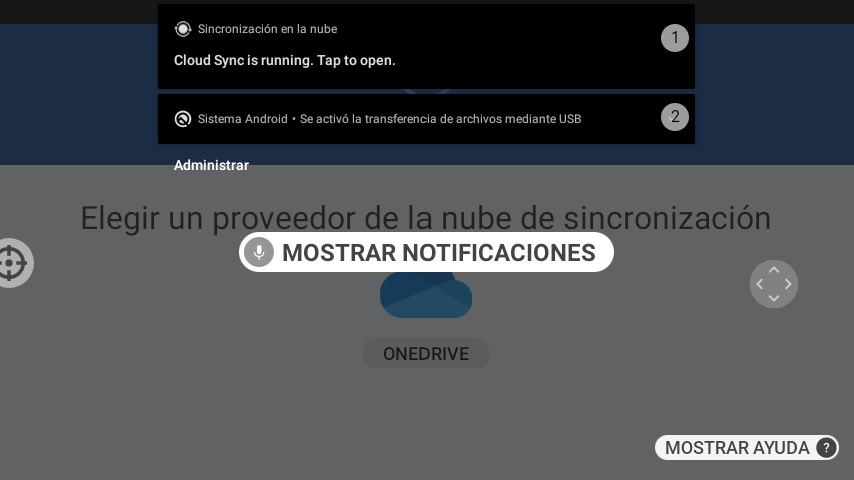 Sincronización en la nube
1
Cloud Sync is running. Tap to open.
Sistema Android • Se activó la transferencia de archivos mediante USB
2
Administrar
Elegir un proveedor de la nube de sincronización
MOSTRAR NOTIFICACIONES
ONEDRIVE
MOSTRAR AYUDA ?